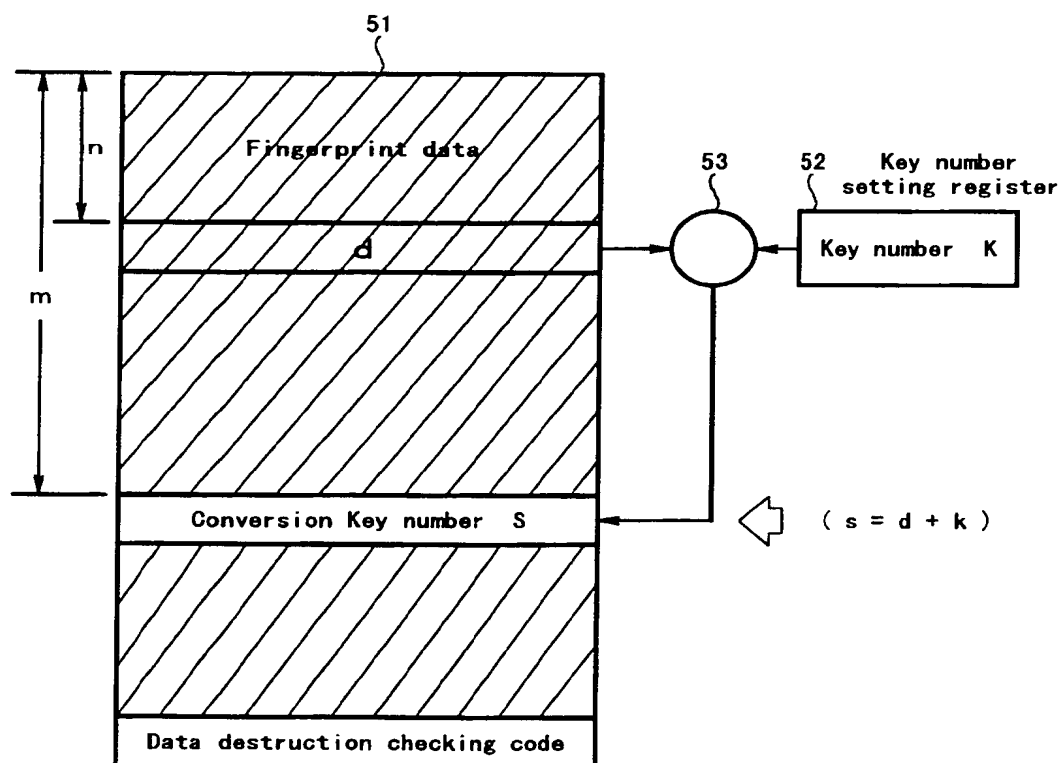 51
n
Fingerprint data
53
52
Key number
setting register
d
Key number K
m
Conversion Key number S
( s = d + k )
Data destruction checking code